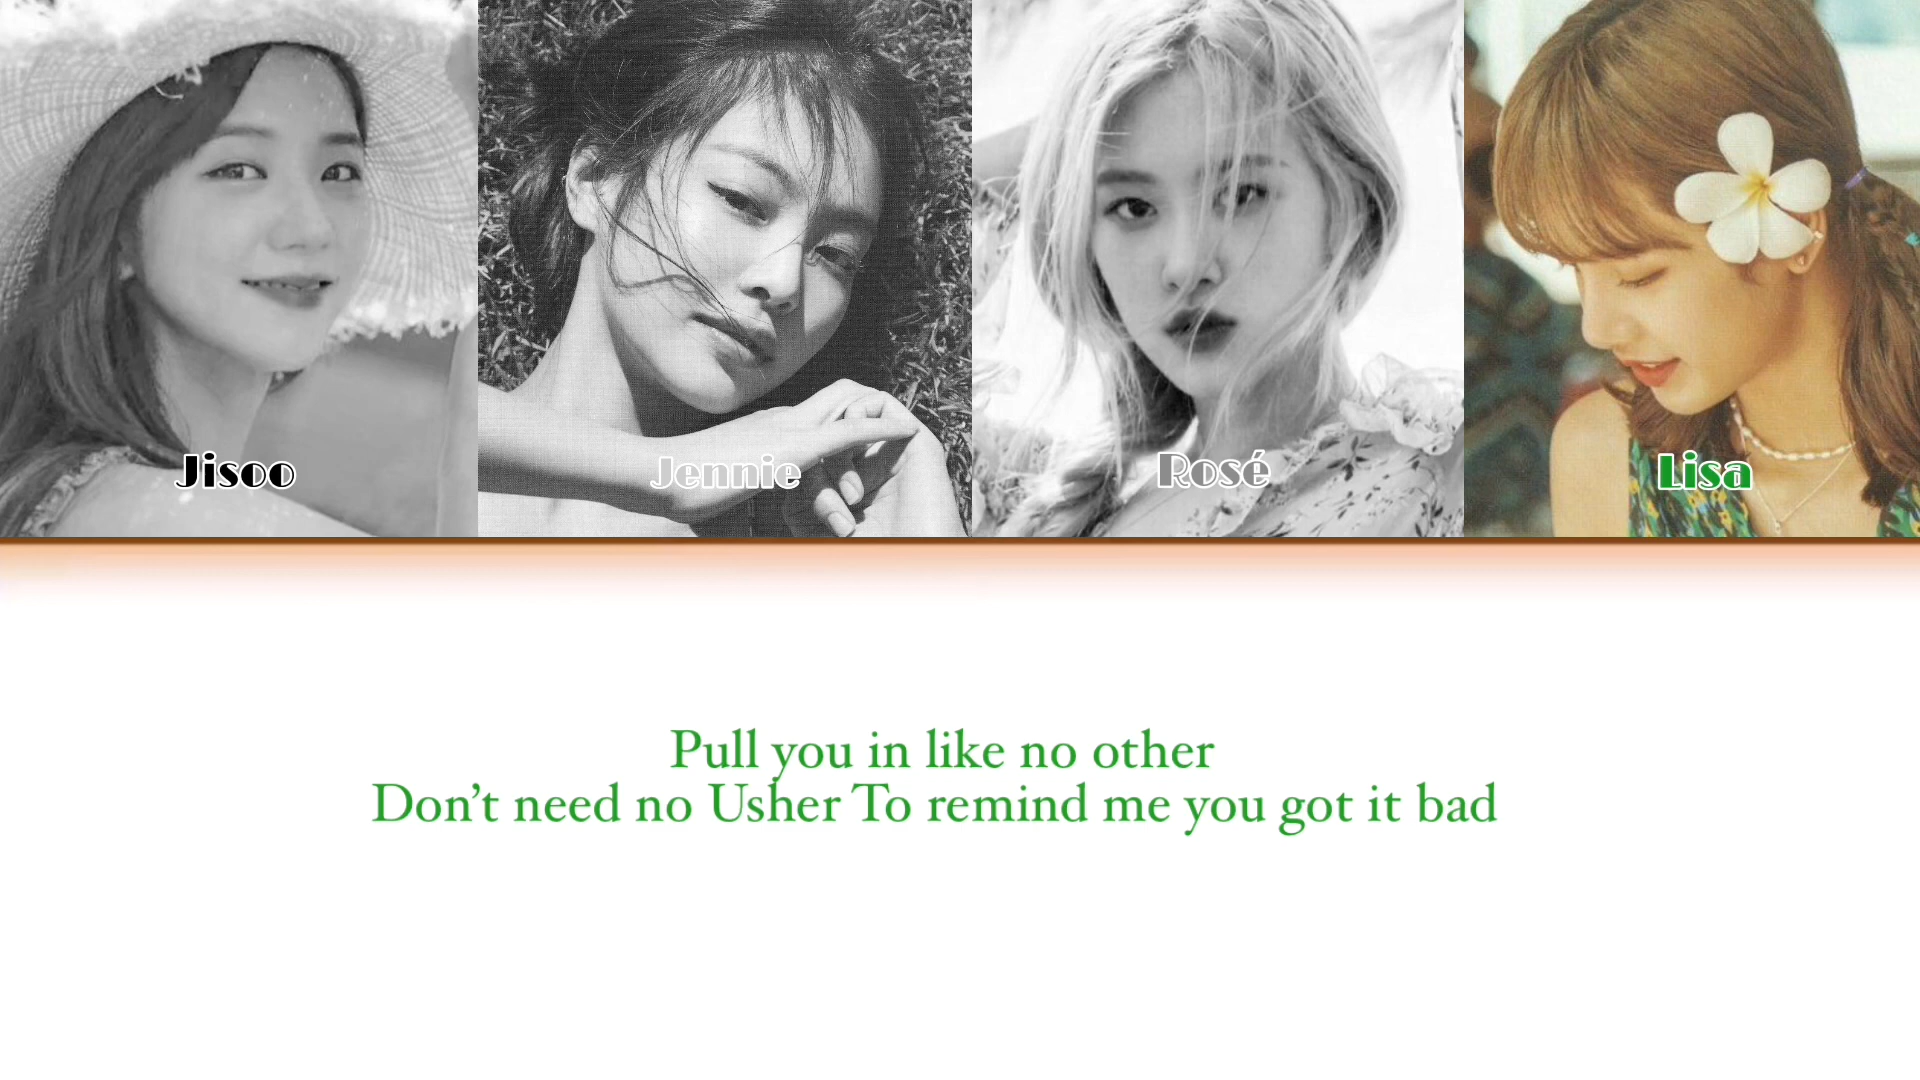 Jisoo
Jennie
Rosé
Lisa
Pull you in like no other
Don’t need no Usher To remind me you got it bad